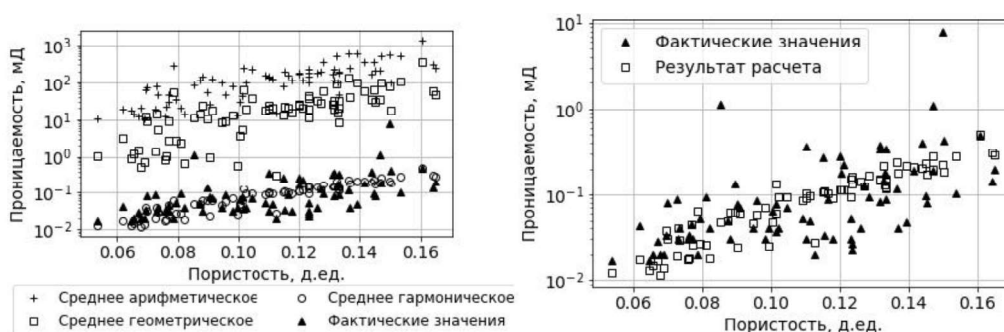 Проницаемость, мД
10³
10²
10¹
10⁰
10⁻¹
10⁻²
0.06 0.08 0.10 0.12 0.14 0.16
Пористость, д.ед.
+ Среднее арифметическое
□ Среднее геометрическое
○ Среднее гармоническое
▲ Фактические значения
Проницаемость, мД
10¹
10⁰
10⁻¹
10⁻²
▲ Фактические значения
□ Результат расчета
0.06 0.08 0.10 0.12 0.14 0.16
Пористость, д.ед.